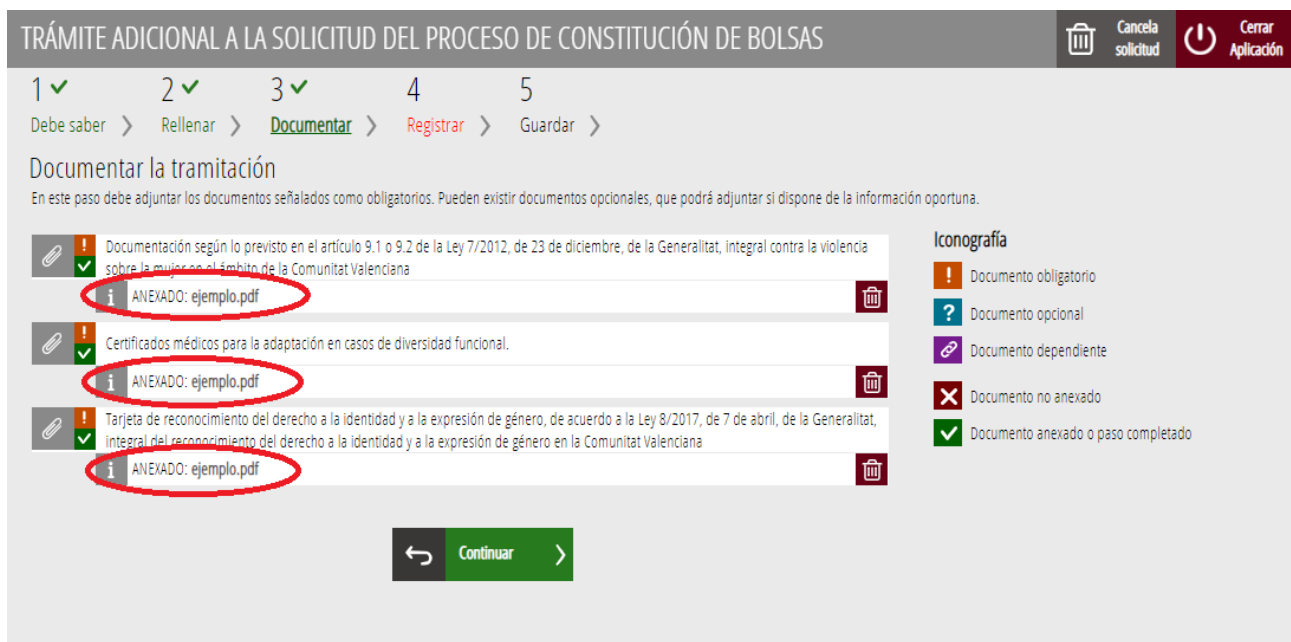 TRÁMITE ADICIONAL A LA SOLICITUD DEL PROCESO DE CONSTITUCIÓN DE BOLSAS
Cancela
solicitud
Cerrar
Aplicación
1 2 3 4 5
Debe saber Rellenar Documentar Registrar Guardar
Documentar la tramitación
En este paso debe adjuntar los documentos señalados como obligatorios. Pueden existir documentos opcionales, que podrá adjuntar si dispone de la información oportuna.
Documentación según lo previsto en el artículo 9.1 o 9.2 de la Ley 7/2012, de 23 de diciembre, de la Generalitat, integral contra la violencia
sobre la mujer en el ámbito de la Comunitat Valenciana
ANEXADO: ejemplo.pdf
Certificados médicos para la adaptación en casos de diversidad funcional.
ANEXADO: ejemplo.pdf
Tarjeta de reconocimiento del derecho a la identidad y a la expresión de género, de acuerdo a la Ley 8/2017, de 7 de abril, de la Generalitat,
integral del reconocimiento del derecho a la identidad y a la expresión de género en la Comunitat Valenciana
ANEXADO: ejemplo.pdf
Continuar
Iconografía
! Documento obligatorio
? Documento opcional
Documento dependiente
Documento no anexado
Documento anexado o paso completado